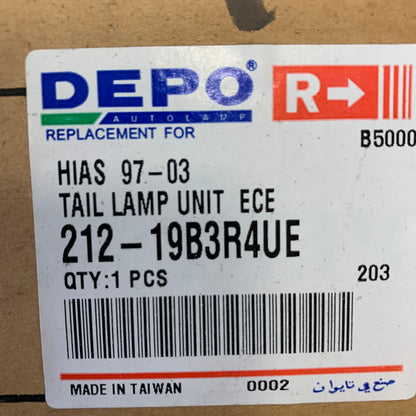 DEPO® R→
AUTOLAMP
REPLACEMENT FOR
B5000
HIAS 97-03
TAIL LAMP UNIT ECE
212-19B3R4UE
QTY:1 PCS 203
MADE IN TAIWAN 0002 صنع في تايوان